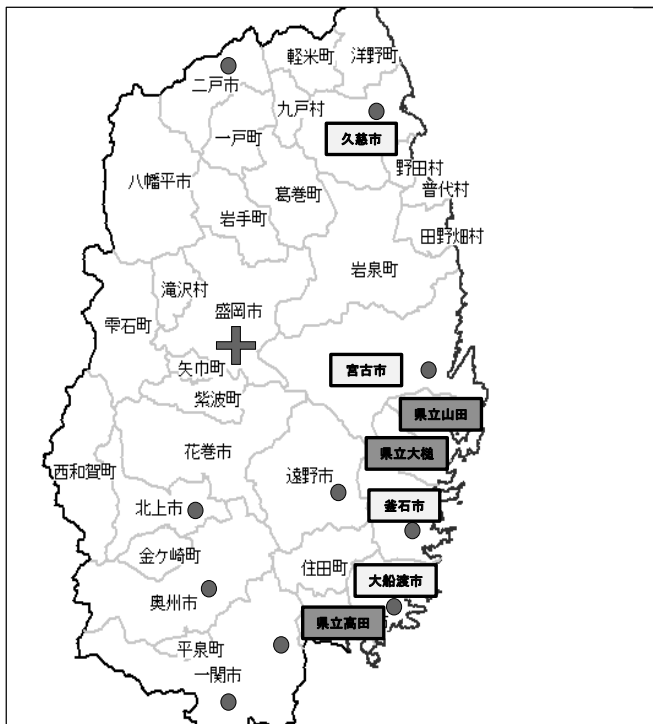 軽米町
洋野町
二戸市
九戸村
久慈市
一戸町
野田村
八幡平市
葛巻町
普代村
岩手町
田野畑村
岩泉町
滝沢村
盛岡市
雫石町
宮古市
矢巾町
紫波町
県立山田
花巻市
県立大槌
西和賀町
遠野市
北上市
釜石市
金ケ崎町
住田町
大船渡市
奥州市
県立高田
平泉町
一関市